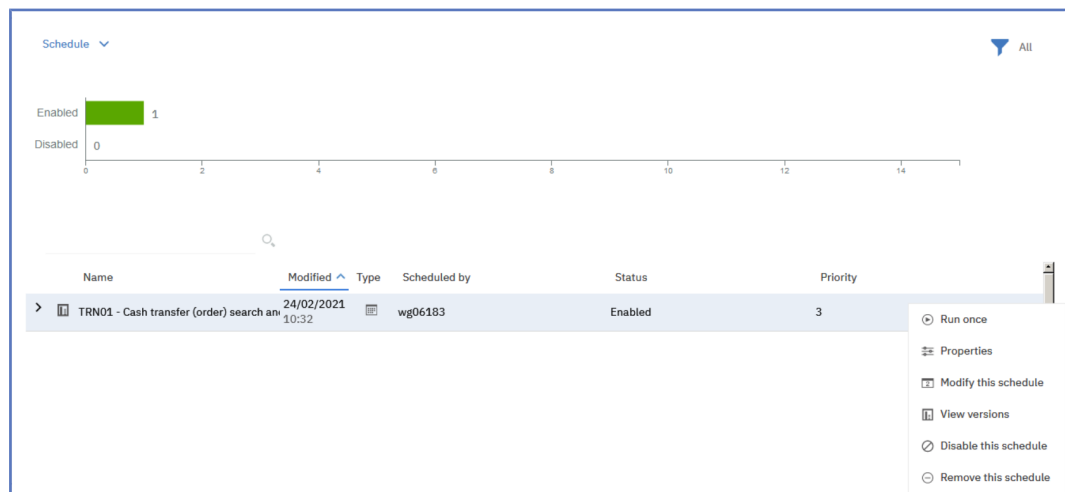 Schedule
All
Enabled 1
Disabled 0
0 2 4 6 8 10 12 14
Name Modified Type Scheduled by Status Priority
TRN01 - Cash transfer (order) search an 24/02/2021 10:32 wg06183 Enabled 3
Run once
Properties
Modify this schedule
View versions
Disable this schedule
Remove this schedule